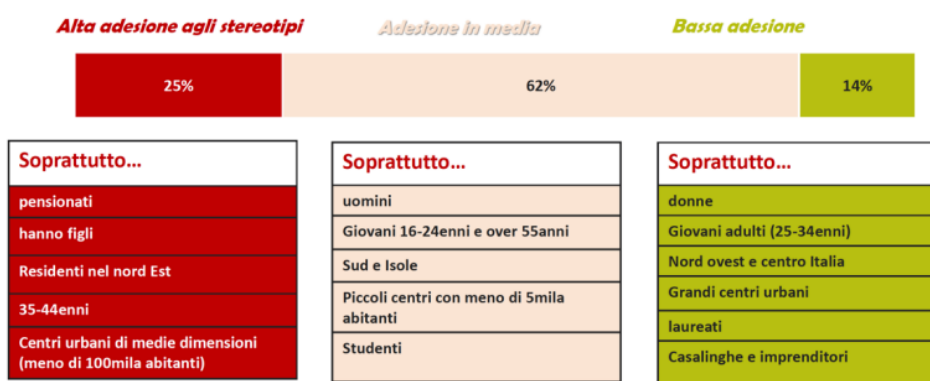 Alta adesione agli stereotipi
Adesione in media
Bassa adesione
25%
62%
14%
Soprattutto...
pensionati
hanno figli
Residenti nel nord Est
35-44enni
Centri urbani di medie dimensioni
(meno di 100mila abitanti)
Soprattutto...
uomini
Giovani 16-24enni e over 55anni
Sud e Isole
Piccoli centri con meno di 5mila
abitanti
Studenti
Soprattutto...
donne
Giovani adulti (25-34enni)
Nord ovest e centro Italia
Grandi centri urbani
laureati
Casalinghe e imprenditori